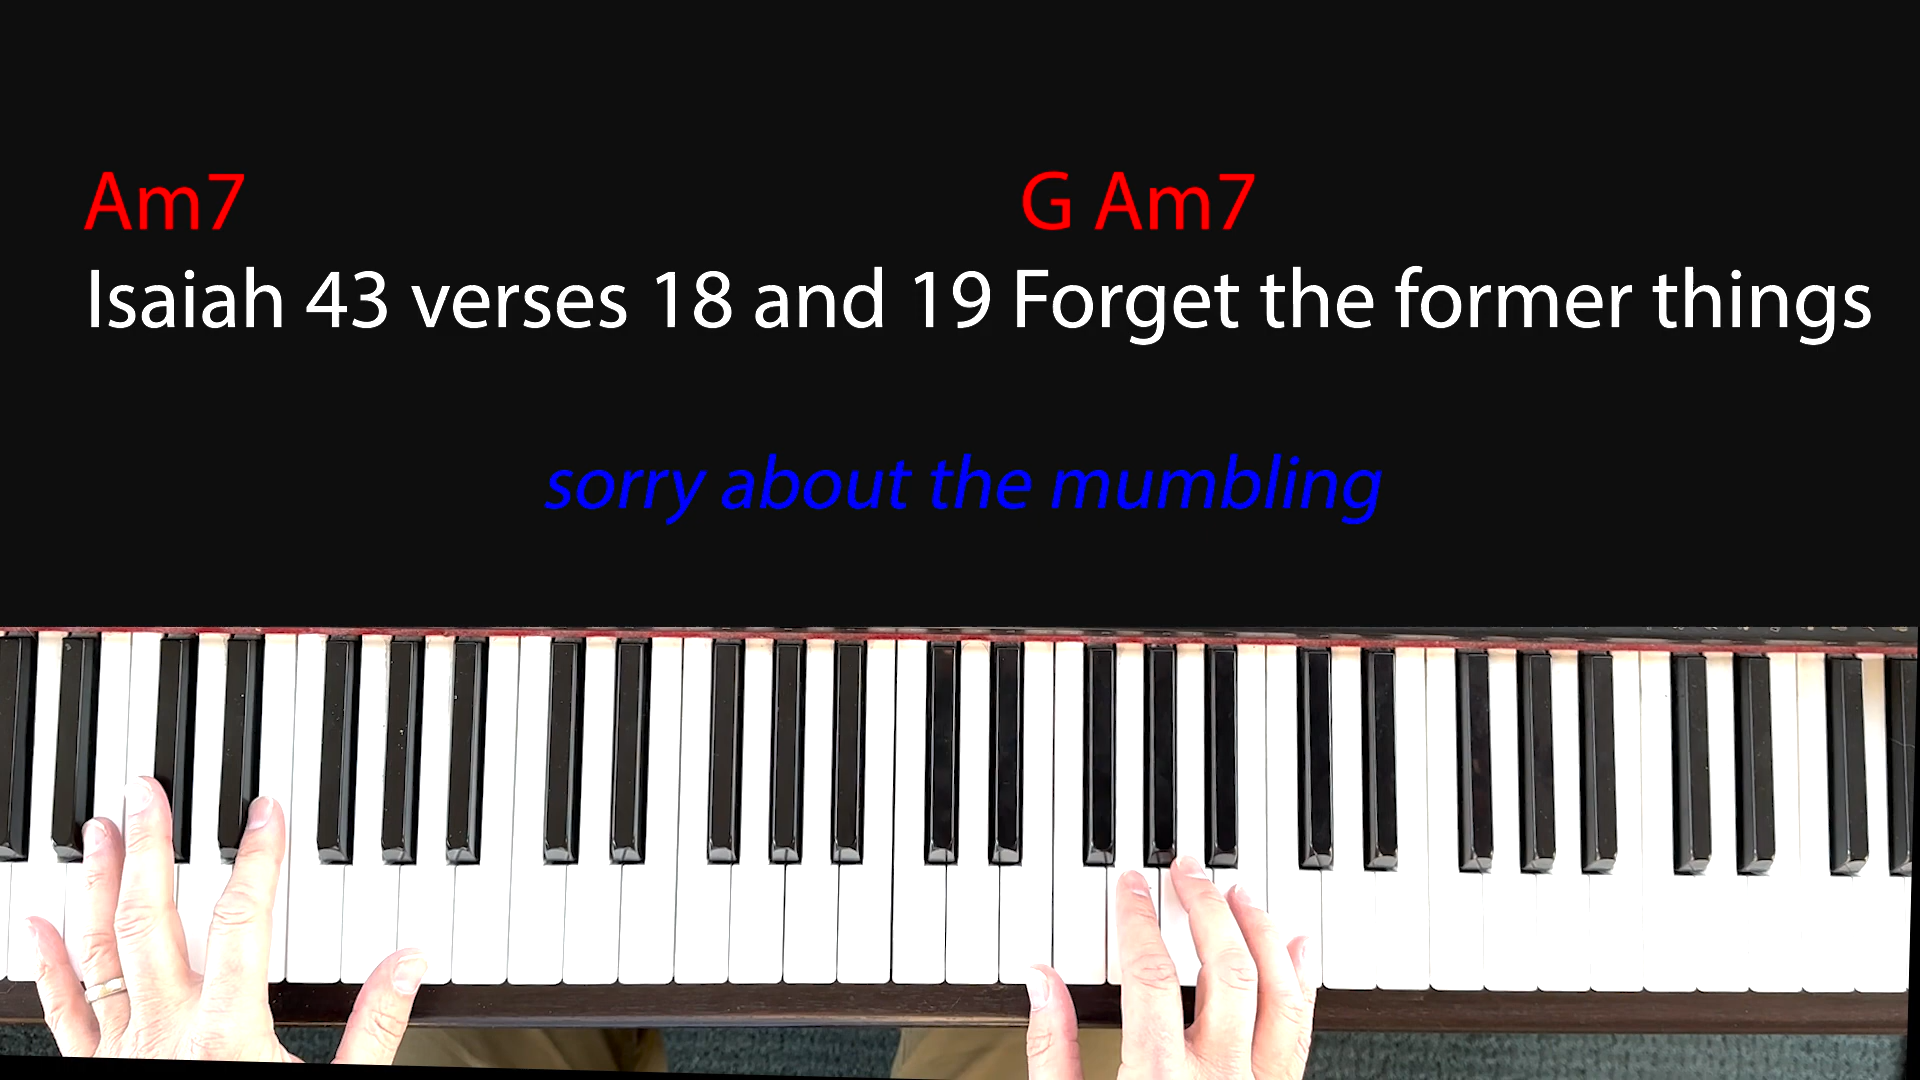 Am7 G Am7
Isaiah 43 verses 18 and 19 Forget the former things
sorry about the mumbling